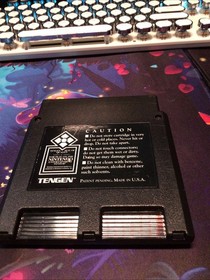 CAUTION
■ Do not store cartridge in very
hot or cold places. Never hit or
drop. Do not take apart.
■ Do not touch connectors;
do not get them wet or dirty.
Doing so may damage game.
■ Do not clean with benzene,
paint thinner, alcohol or other
such solvents.
NINTENDO
TENGEN
PATENT PENDING, MADE IN U.S.A.